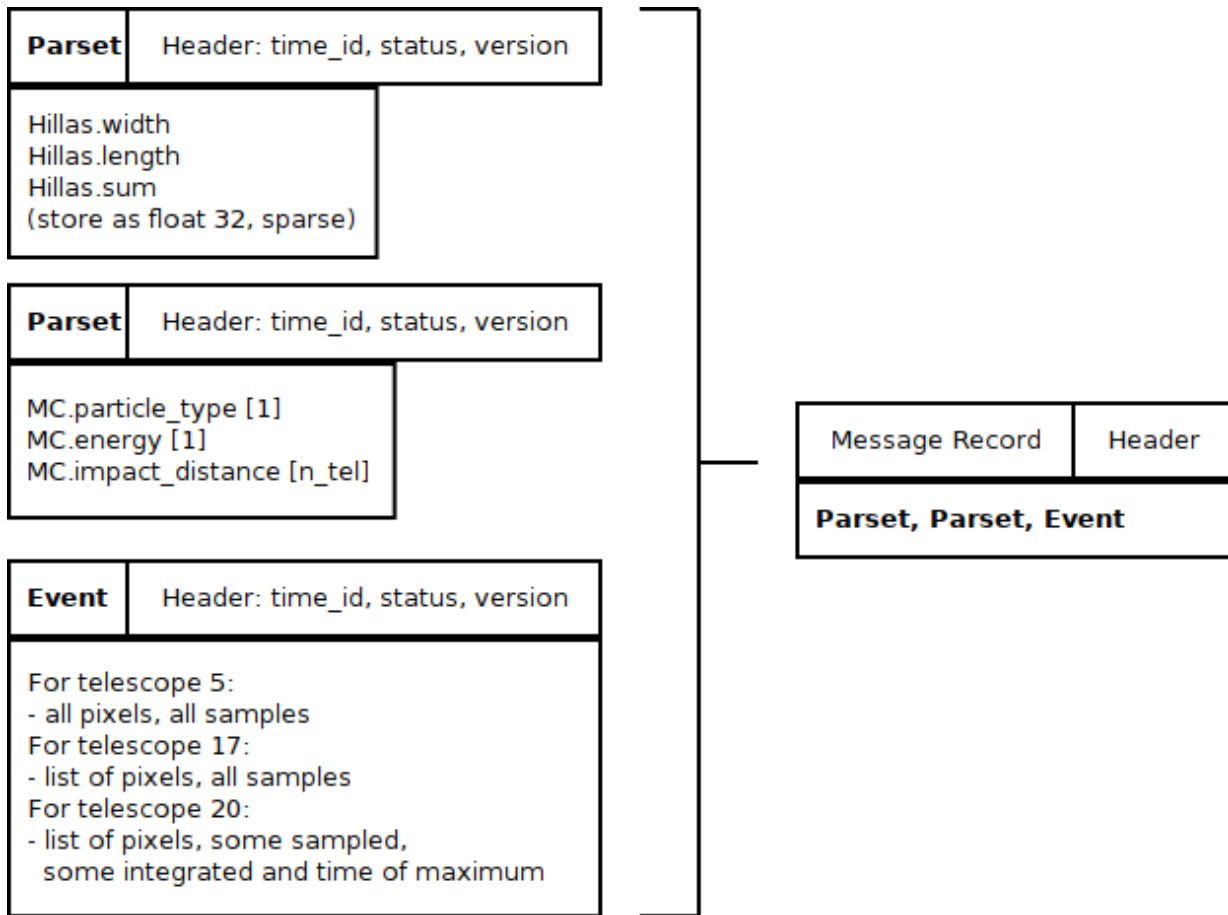 Parset Header: time_id, status, version
Hillas.width
Hillas.length
Hillas.sum
(store as float 32, sparse)
Parset Header: time_id, status, version
MC.particle_type [1]
MC.energy [1]
MC.impact_distance [n_tel]
Event Header: time_id, status, version
For telescope 5:
- all pixels, all samples
For telescope 17:
- list of pixels, all samples
For telescope 20:
- list of pixels, some sampled,
some integrated and time of maximum
Message Record Header
Parset, Parset, Event